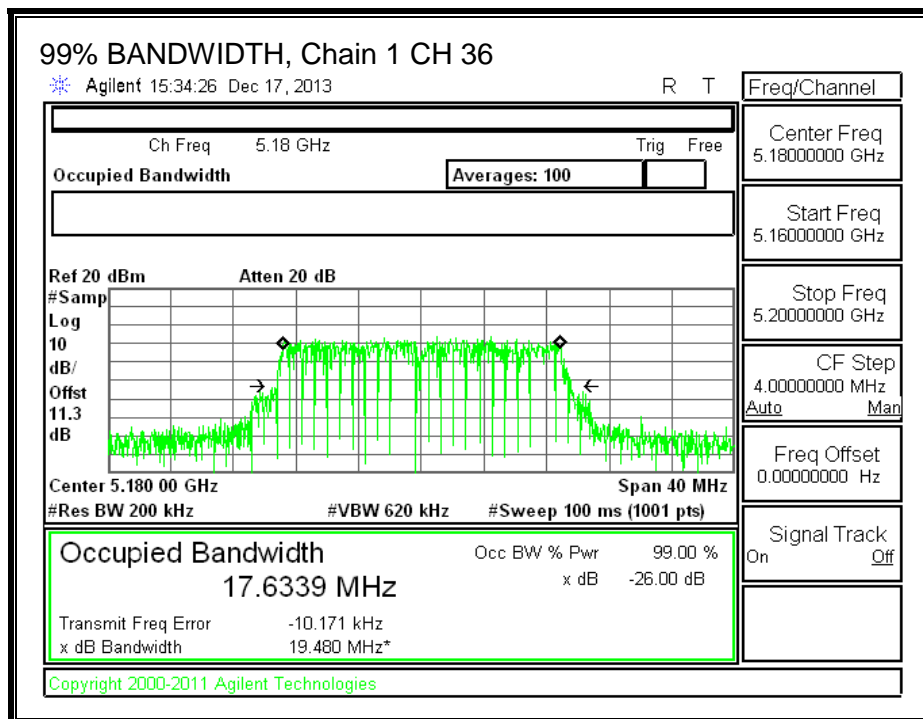 99% BANDWIDTH, Chain 1 CH 36
Agilent 15:34:26 Dec 17, 2013 R T
Freq/Channel
Ch Freq 5.18 GHz Trig Free
Occupied Bandwidth Averages: 100
Center Freq
5.18000000 GHz
Start Freq
5.16000000 GHz
Stop Freq
5.20000000 GHz
CF Step
4.00000000 MHz
Auto Man
Freq Offset
0.00000000 Hz
Signal Track
On Off
Ref 20 dBm Atten 20 dB
#Samp
Log
10
dB/
Offst
11.3
dB
Center 5.180 00 GHz Span 40 MHz
#Res BW 200 kHz #VBW 620 kHz #Sweep 100 ms (1001 pts)
Occupied Bandwidth Occ BW % Pwr 99.00 %
17.6339 MHz x dB -26.00 dB
Transmit Freq Error -10.171 kHz
x dB Bandwidth 19.480 MHz*
Copyright 2000-2011 Agilent Technologies